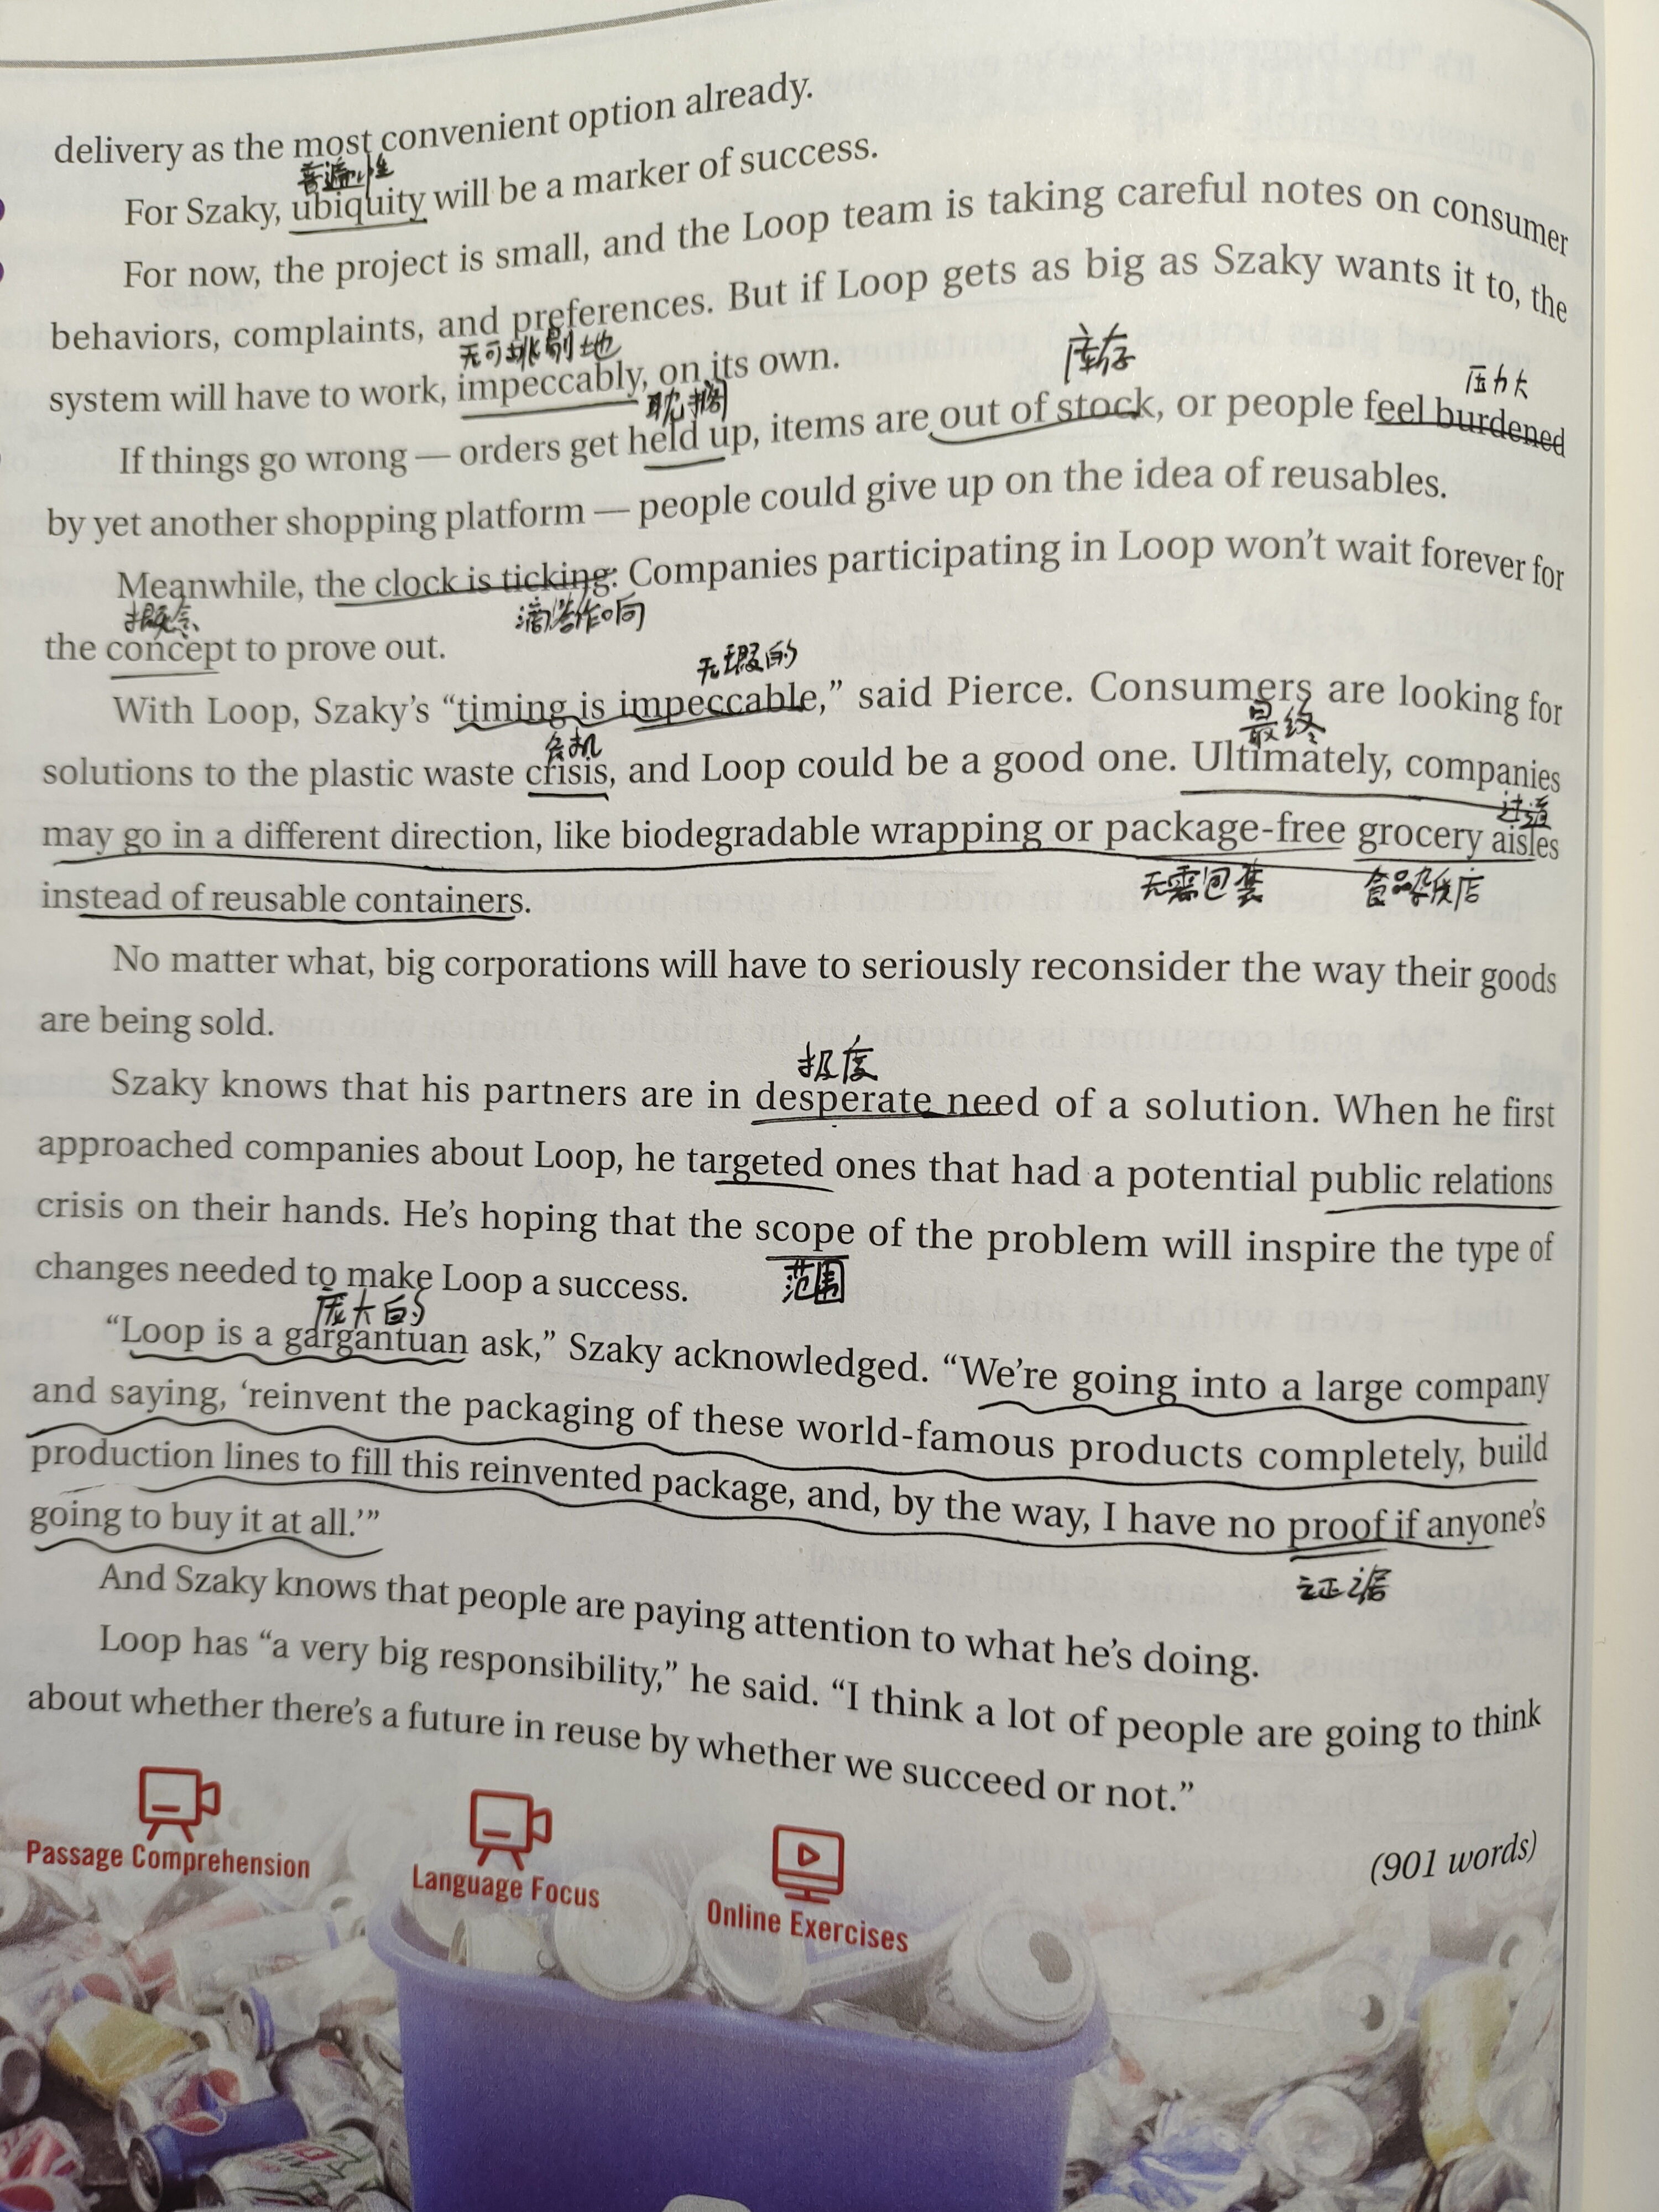 delivery as the most convenient option already.
普遍性
For Szaky, ubiquity will be a marker of success.
For now, the project is small, and the Loop team is taking careful notes on consumer
behaviors, complaints, and preferences. But if Loop gets as big as Szaky wants it to, the
无可挑剔地
库存
system will have to work, impeccably, on its own.
耽搁
压力大
If things go wrong — orders get held up, items are out of stock, or people feel burdened
by yet another shopping platform — people could give up on the idea of reusables.
Meanwhile, the clock is ticking: Companies participating in Loop won't wait forever for
概念
滴答作响
the concept to prove out.
无瑕的
With Loop, Szaky's “timing is impeccable,” said Pierce. Consumers are looking for
危机
最终
solutions to the plastic waste crisis, and Loop could be a good one. Ultimately, companies
过道
may go in a different direction, like biodegradable wrapping or package-free grocery aisles
无需包装
食品杂货店
instead of reusable containers.
No matter what, big corporations will have to seriously reconsider the way their goods
are being sold.
极度
Szaky knows that his partners are in desperate need of a solution. When he first
approached companies about Loop, he targeted ones that had a potential public relations
crisis on their hands. He's hoping that the scope of the problem will inspire the type of
changes needed to make Loop a success.
范围
庞大的
“Loop is a gargantuan ask,” Szaky acknowledged. “We're going into a large company
and saying, ‘reinvent the packaging of these world-famous products completely, build
production lines to fill this reinvented package, and, by the way, I have no proof if anyone's
going to buy it at all.’”
证据
And Szaky knows that people are paying attention to what he's doing.
Loop has “a very big responsibility,” he said. “I think a lot of people are going to think
about whether there's a future in reuse by whether we succeed or not.”
(901 words)
Passage Comprehension
Language Focus
Online Exercises